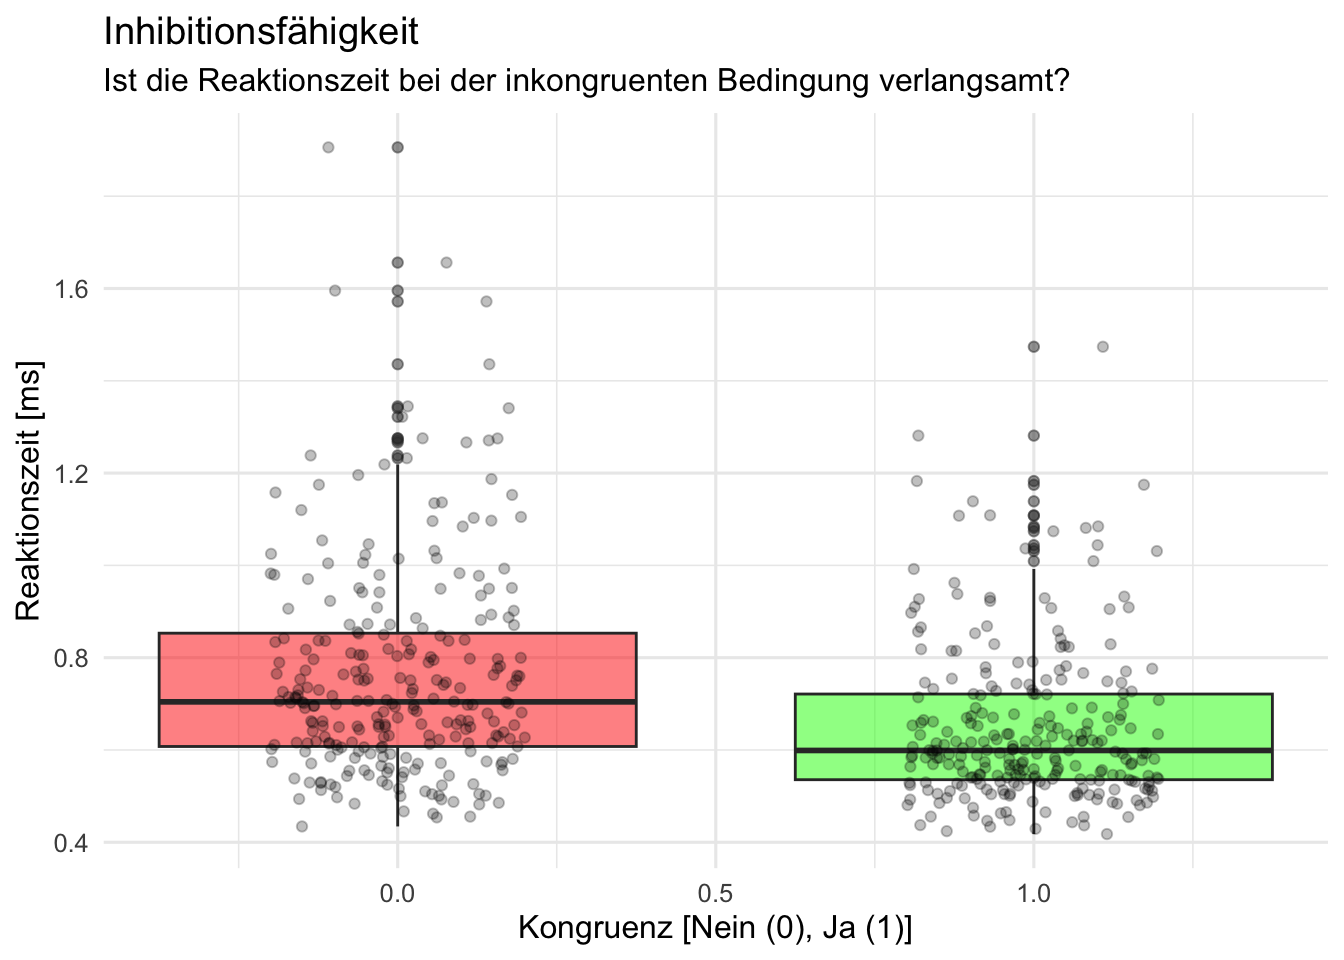 Inhibitionsfähigkeit
Ist die Reaktionszeit bei der inkongruenten Bedingung verlangsamt?
Reaktionszeit [ms]
1.6
1.2
0.8
0.4
0.0
0.5
1.0
Kongruenz [Nein (0), Ja (1)]